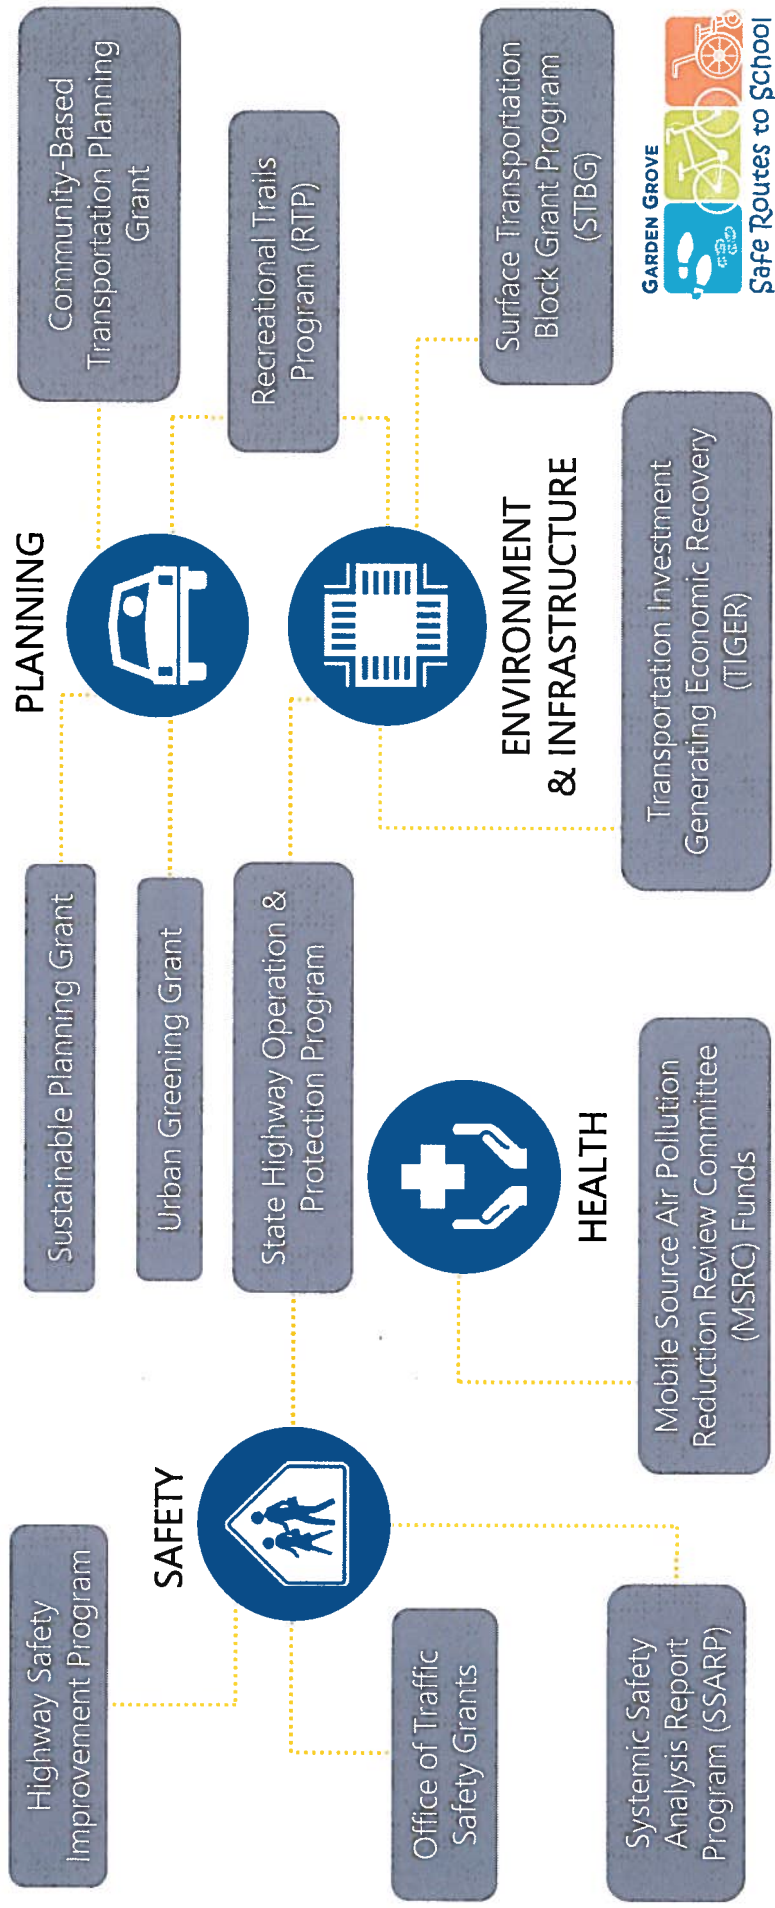 Highway Safety
Improvement Program
SAFETY
Office of Traffic
Safety Grants
Systemic Safety
Analysis Report
Program (SSARP)
Sustainable Planning Grant
Urban Greening Grant
State Highway Operation &
Protection Program
HEALTH
Mobile Source Air Pollution
Reduction Review Committee
(MSRC) Funds
PLANNING
Community-Based
Transportation Planning
Grant
Recreational Trails
Program (RTP)
ENVIRONMENT
& INFRASTRUCTURE
Surface Transportation
Block Grant Program
(STBG)
Transportation Investment
Generating Economic Recovery
(TIGER)
GARDEN GROVE
Safe Routes to School